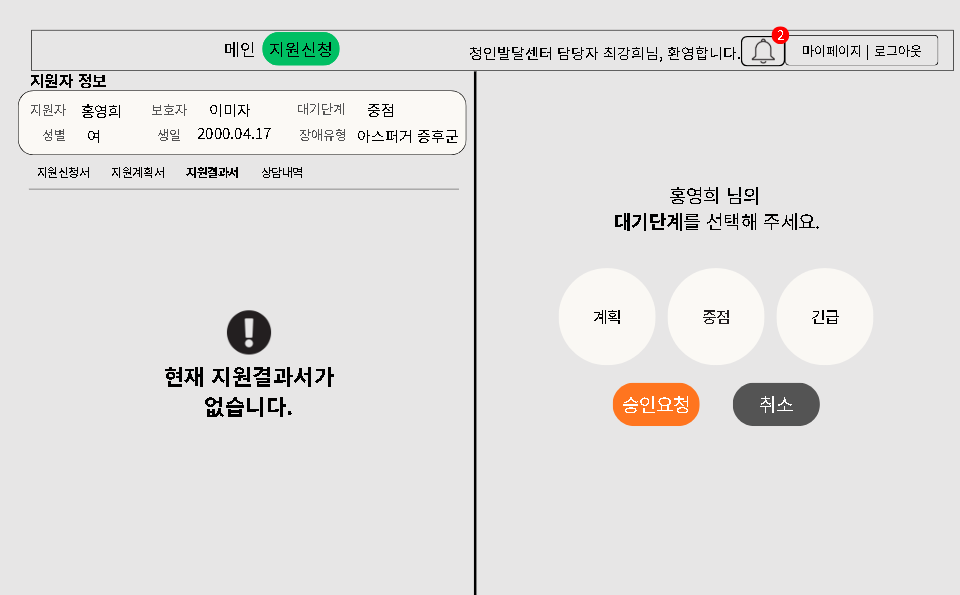 메인 지원신청 청인발달센터 담당자 최강희님, 환영합니다. 2 마이페이지 | 로그아웃
지원자 정보
지원자 홍영희 보호자 이미자 대기단계 중점
성별 여 생일 2000.04.17 장애유형 아스퍼거 증후군
지원신청서 지원계획서 지원결과서 상담내역
현재 지원결과서가
없습니다.
홍영희 님의
대기단계를 선택해 주세요.
계획 중점 긴급
승인요청 취소